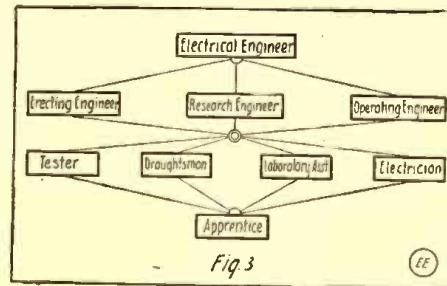 Electrical Engineer
Erecting Engineer Research Engineer Operating Engineer
Tester Draughtsman Laboratory Asst. Electrician
Apprentice
Fig. 3
EE